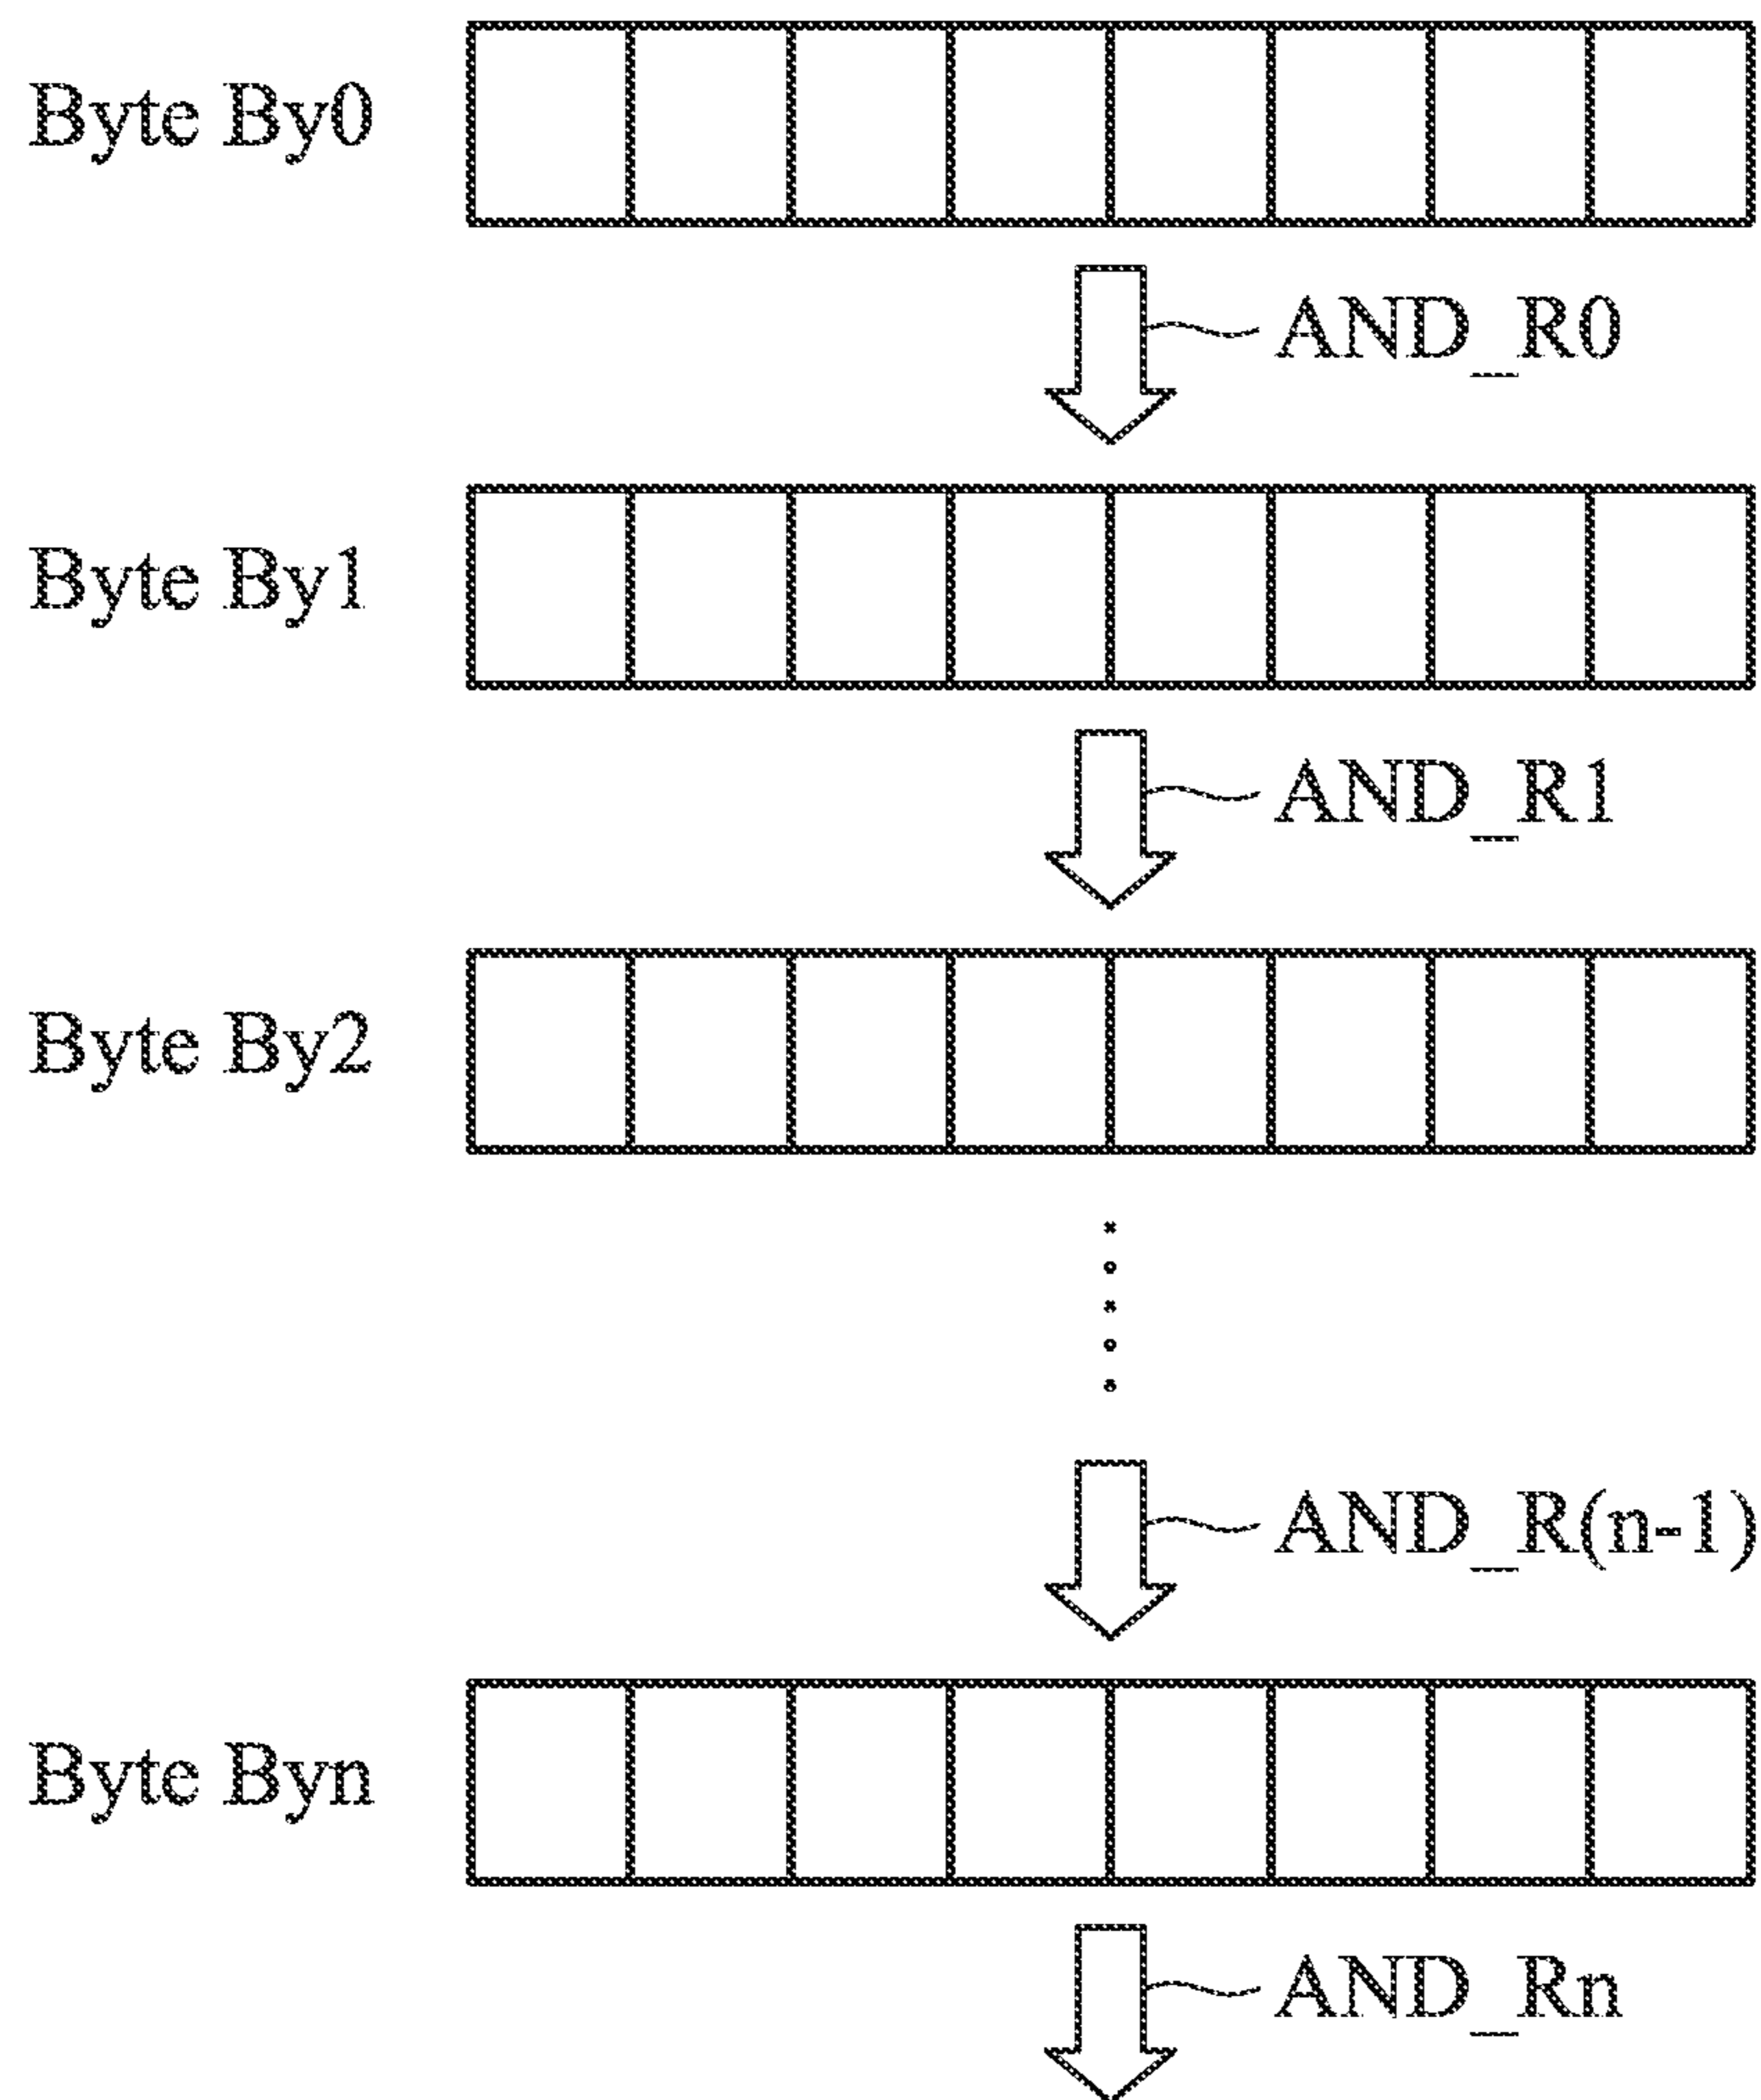 Byte By0
AND_R0
Byte By1
AND_R1
Byte By2
AND_R(n-1)
Byte Byn
AND_Rn